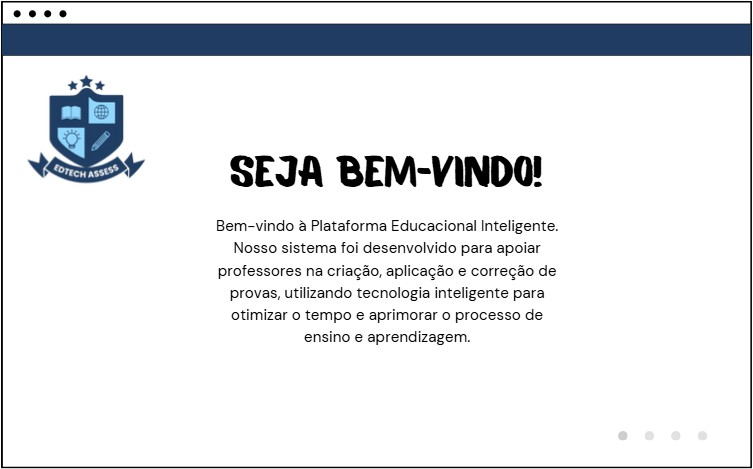 EDTECH ASSESS
SEJA BEM-VINDO!
Bem-vindo à Plataforma Educacional Inteligente.
Nosso sistema foi desenvolvido para apoiar
professores na criação, aplicação e correção de
provas, utilizando tecnologia inteligente para
otimizar o tempo e aprimorar o processo de
ensino e aprendizagem.